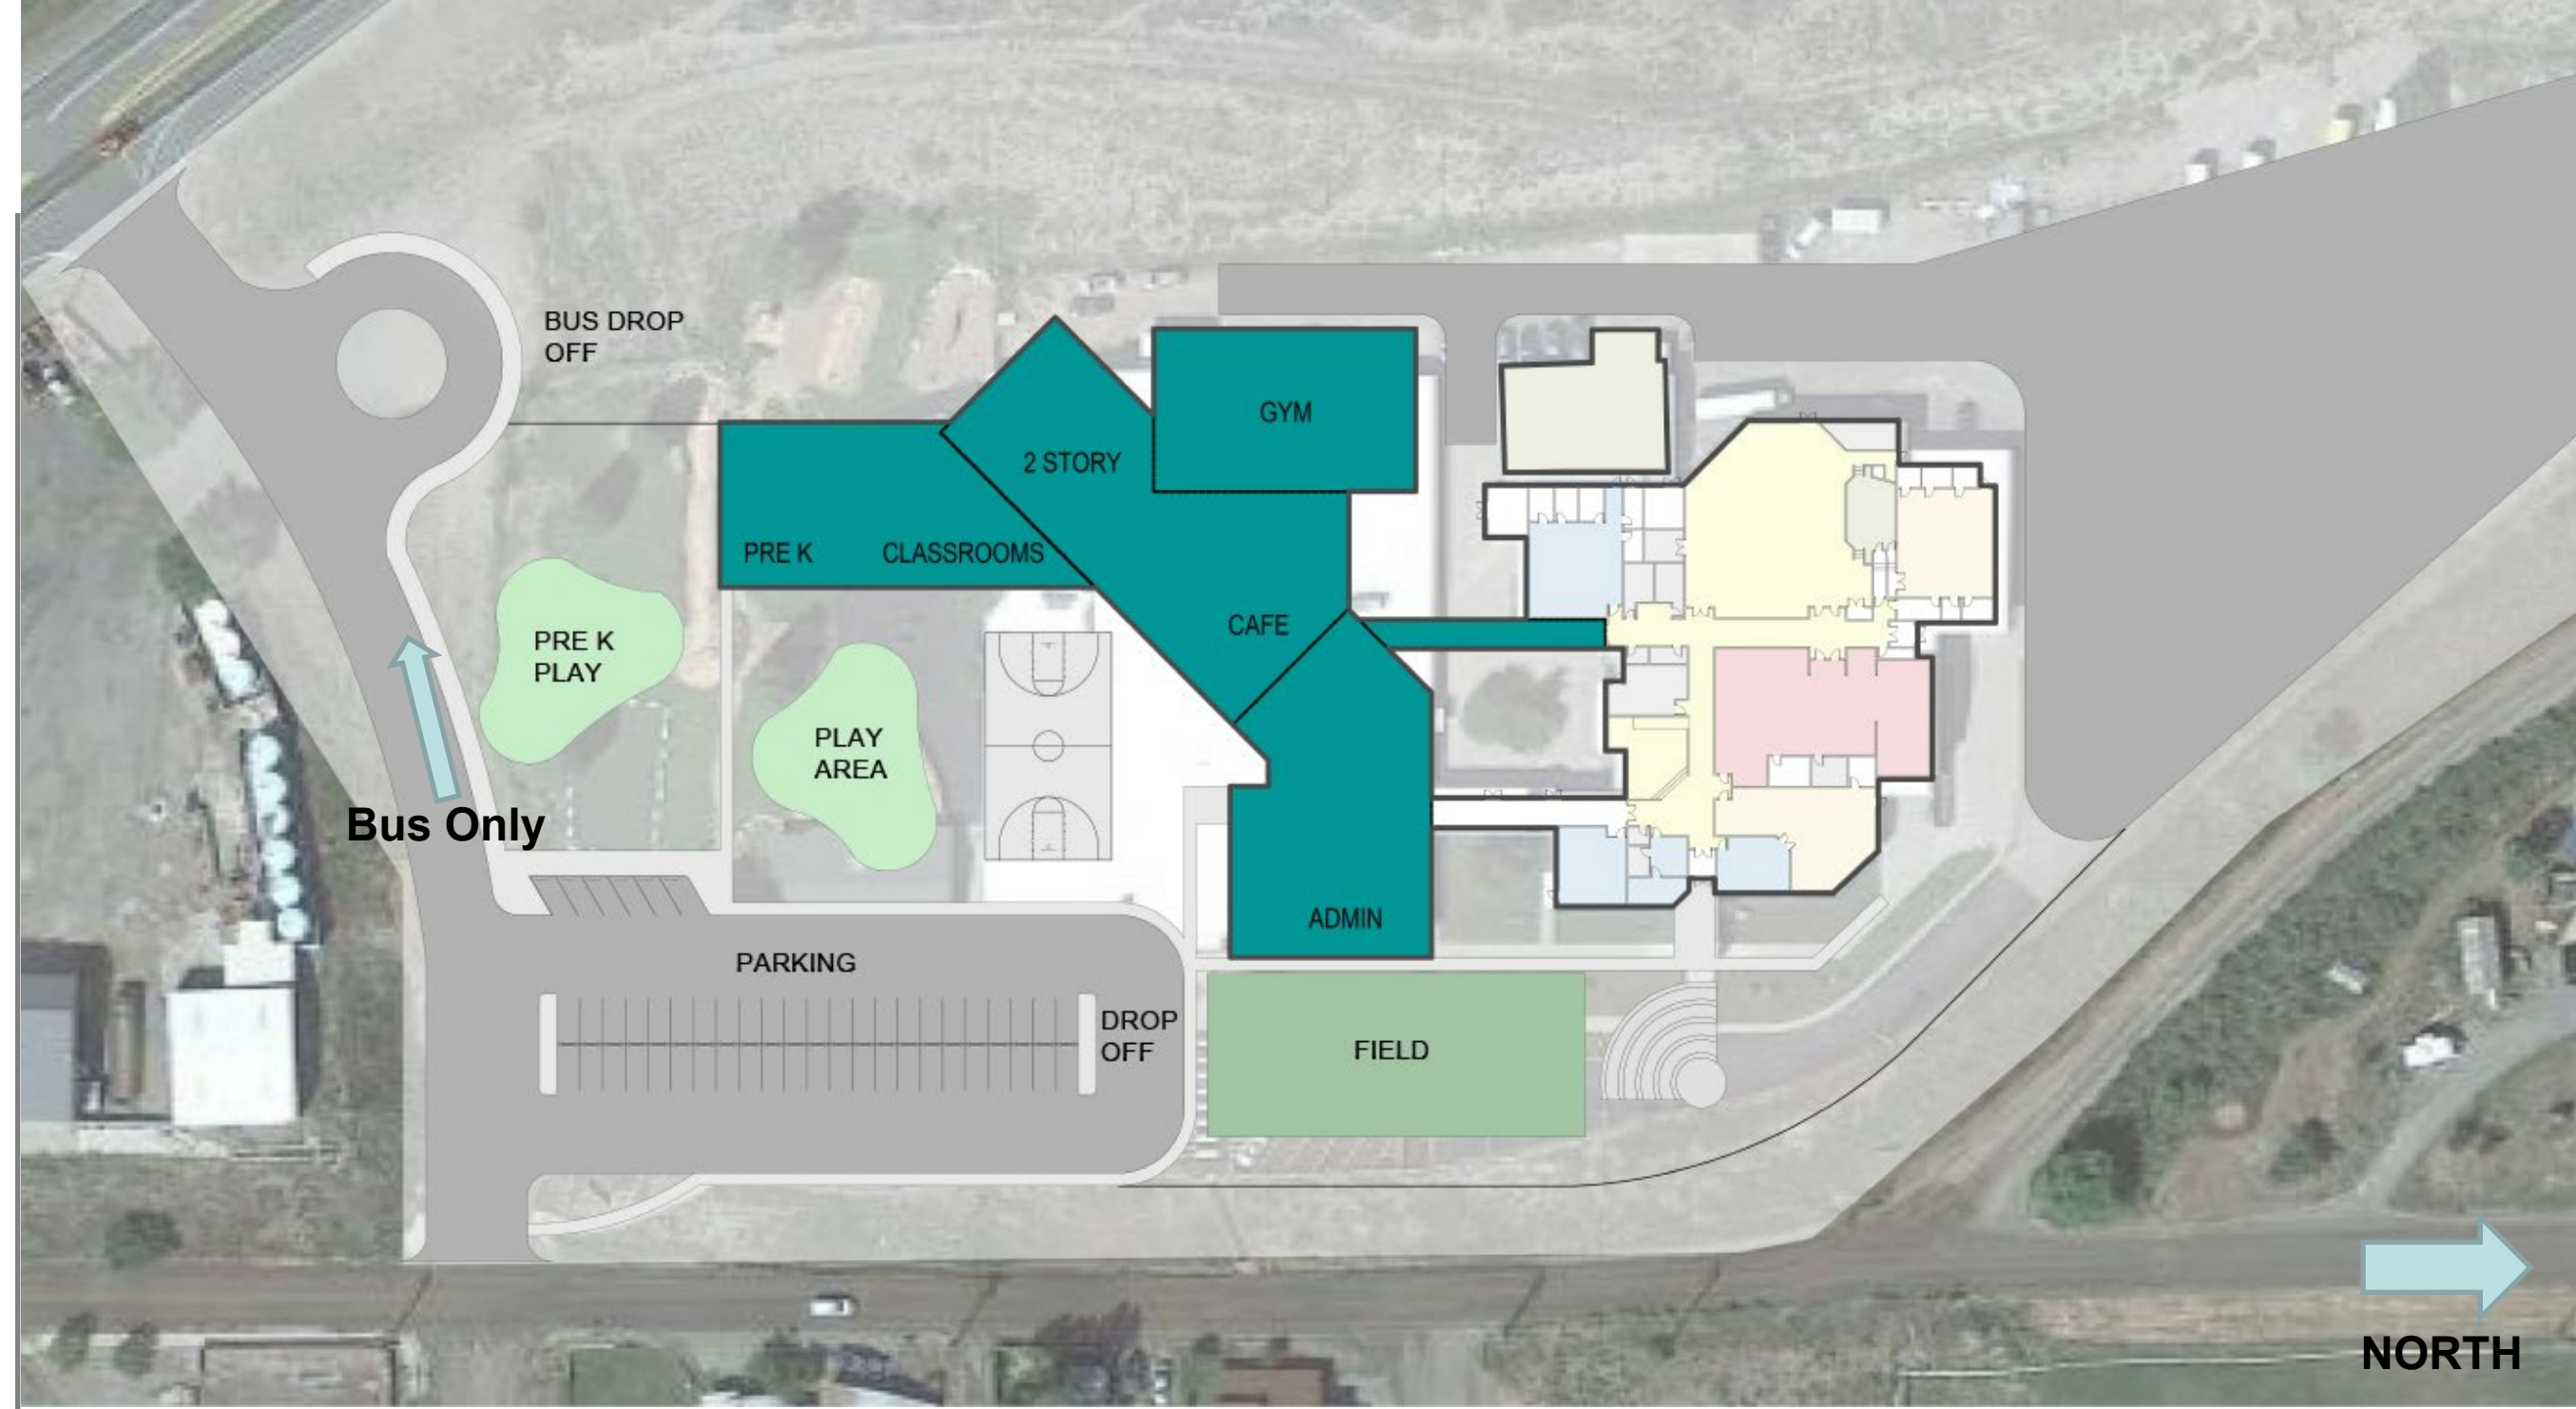 BUS DROP
OFF
GYM
2 STORY
PRE K
CLASSROOMS
CAFE
PRE K
PLAY
PLAY
AREA
Bus Only
ADMIN
PARKING
DROP
OFF
FIELD
NORTH